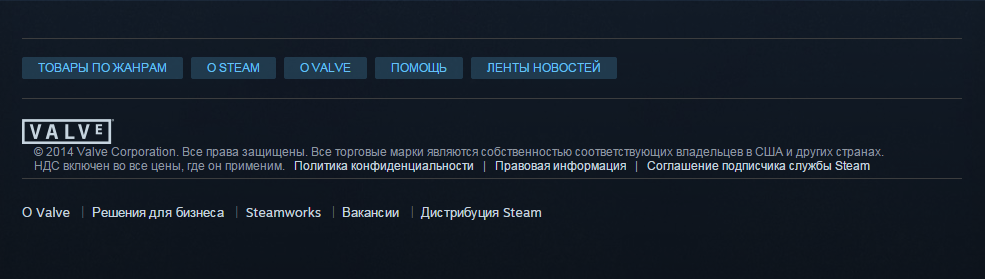 ТОВАРЫ ПО ЖАНРАМ О STEAM О VALVE ПОМОЩЬ ЛЕНТЫ НОВОСТЕЙ
VALVE
© 2014 Valve Corporation. Все права защищены. Все торговые марки являются собственностью соответствующих владельцев в США и других странах.
НДС включен во все цены, где он применим. Политика конфиденциальности | Правовая информация | Соглашение подписчика службы Steam
О Valve | Решения для бизнеса | Steamworks | Вакансии | Дистрибуция Steam